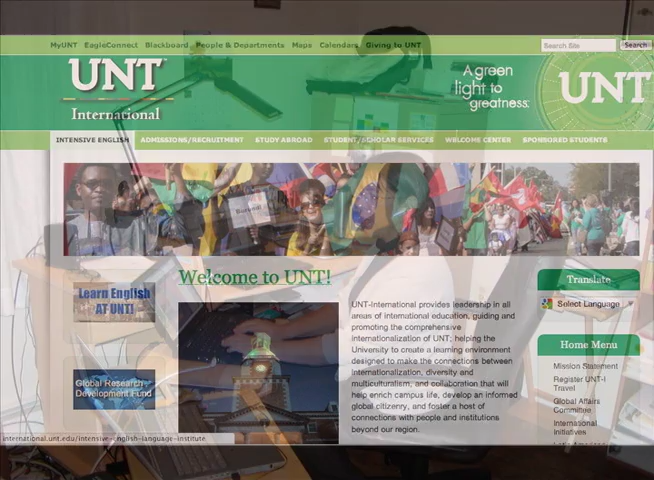 MyUNT EagleConnect Blackboard People & Departments Maps Calendars Giving to UNT
Search Site
Search
UNT
International
A green
light to
greatness:
UNT
INTENSIVE ENGLISH ADMISSIONS/RECRUITMENT STUDY ABROAD STUDENT/SCHOLAR SERVICES WELCOME CENTER SPONSORED STUDENTS
Burundi
Welcome to UNT!
Learn English
AT UNT!
Global Research
Development Fund
UNT-International provides leadership in all
areas of international education, guiding and
promoting the comprehensive
internationalization of UNT; helping the
University to create a learning environment
designed to make the connections between
internationalization, diversity and
multiculturalism, and collaboration that will
help enrich campus life, develop an informed
global citizenry, and foster a host of
connections with people and institutions
beyond our region.
Translate
Select Language
Home Menu
Mission Statement
Register UNT-I
Travel
Global Affairs
Committee
International
Initiatives
international.unt.edu/intensive-english-language-institute